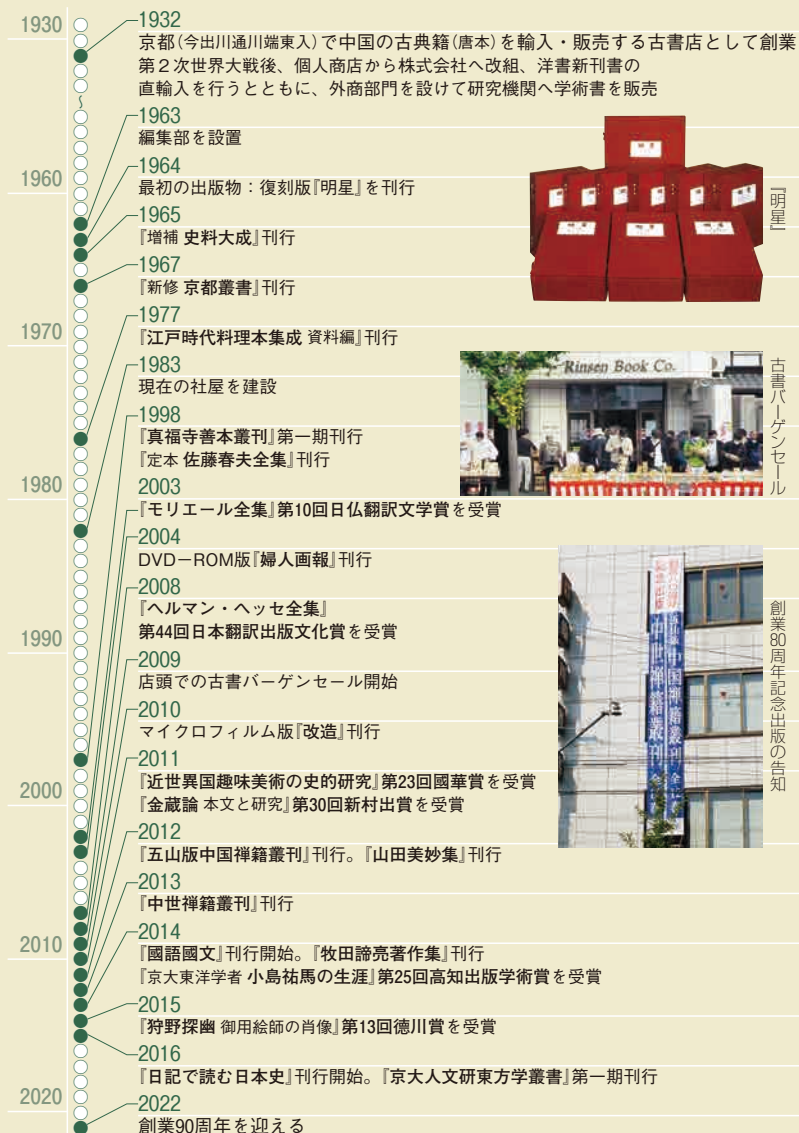 1930
1960
1970
1980
1990
2000
2010
2020
1932
京都(今出川通川端東入)で中国の古典籍(唐本)を輸入・販売する古書店として創業
第2次世界大戦後、個人商店から株式会社へ改組、洋書新刊書の
直輸入を行うとともに、外商部門を設けて研究機関へ学術書を販売
1963
編集部を設置
1964
最初の出版物：復刻版『明星』を刊行
1965
『増補 史料大成』刊行
1967
『新修 京都叢書』刊行
1977
『江戸時代料理本集成 資料編』刊行
1983
現在の社屋を建設
1998
『真福寺善本叢刊』第一期刊行
『定本 佐藤春夫全集』刊行
2003
『モリエール全集』第10回日仏翻訳文学賞を受賞
2004
DVD－ROM版『婦人画報』刊行
2008
『ヘルマン・ヘッセ全集』
第44回日本翻訳出版文化賞を受賞
2009
店頭での古書バーゲンセール開始
2010
マイクロフィルム版『改造』刊行
2011
『近世異国趣味美術の史的研究』第23回國華賞を受賞
『金蔵論 本文と研究』第30回新村出賞を受賞
2012
『五山版中国禅籍叢刊』刊行。『山田美妙集』刊行
2013
『中世禅籍叢刊』刊行
2014
『國語國文』刊行開始。『牧田諦亮著作集』刊行
『京大東洋学者 小島祐馬の生涯』第25回高知出版学術賞を受賞
2015
『狩野探幽 御用絵師の肖像』第13回徳川賞を受賞
2016
『日記で読む日本史』刊行開始。『京大人文研東方学叢書』第一期刊行
2022
創業90周年を迎える
『明星』
Rinsen Book Co.
古書バーゲンセール
五山版 中国禅籍叢刊 全
中世禅籍叢刊 全
創業80周年記念出版の告知